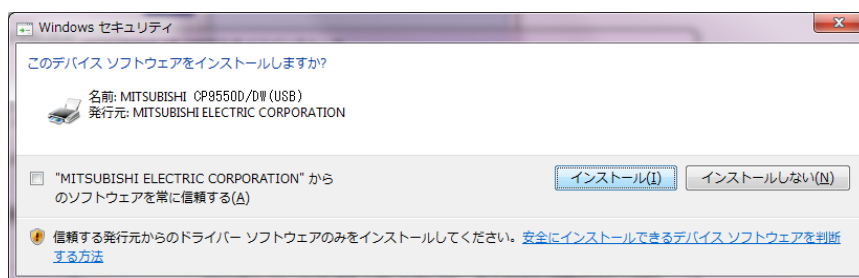 Windows セキュリティ
このデバイス ソフトウェアをインストールしますか?
名前: MITSUBISHI CP9550D/DW(USB)
発行元: MITSUBISHI ELECTRIC CORPORATION
"MITSUBISHI ELECTRIC CORPORATION" から
のソフトウェアを常に信頼する(A)
インストール(I)
インストールしない(N)
信頼する発行元からのドライバー ソフトウェアのみをインストールしてください。安全にインストールできるデバイス ソフトウェアを判断
する方法